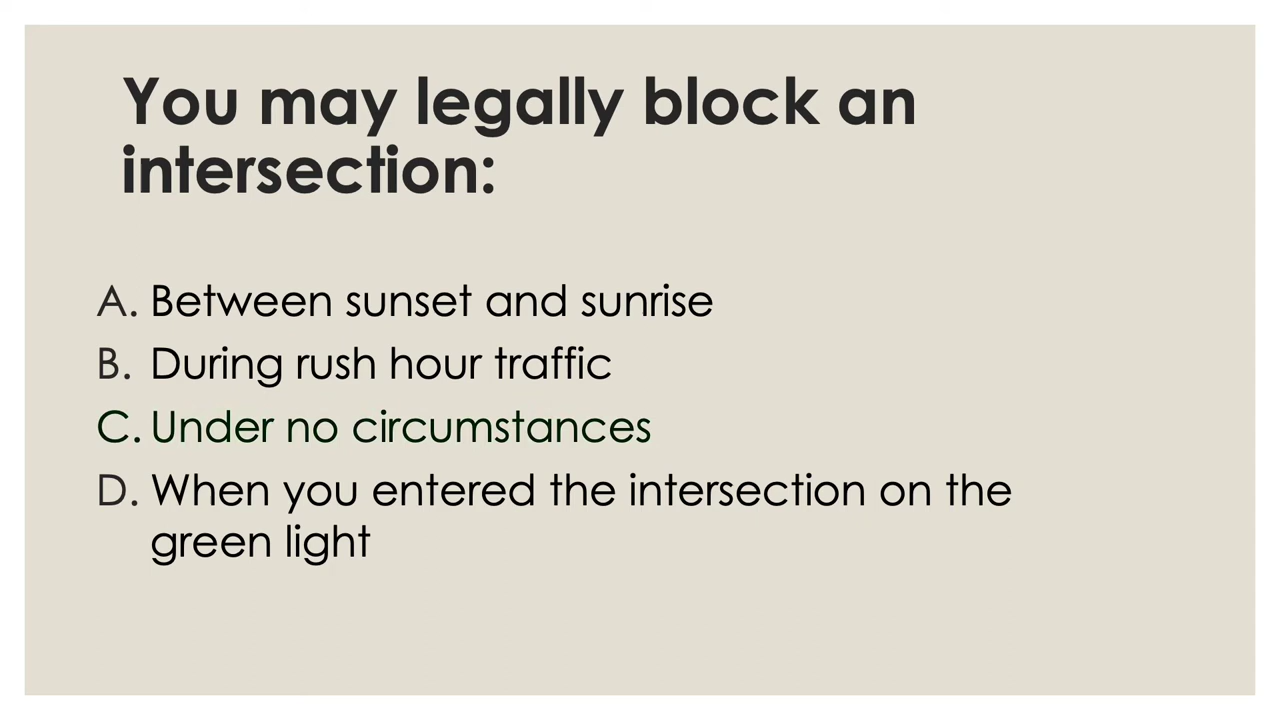 You may legally block an
intersection:
A. Between sunset and sunrise
B. During rush hour traffic
C. Under no circumstances
D. When you entered the intersection on the
green light